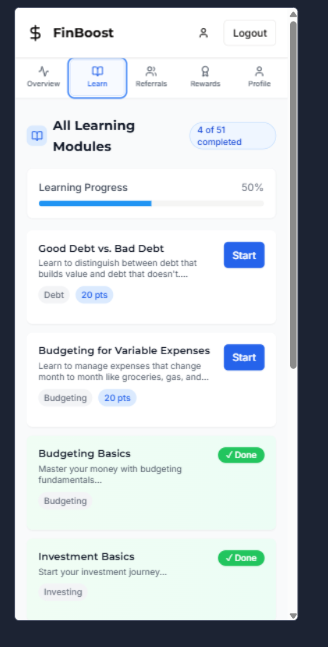 FinBoost
Logout
Overview
Learn
Referrals
Rewards
Profile
All Learning
Modules
4 of 51
completed
Learning Progress
50%
Good Debt vs. Bad Debt
Learn to distinguish between debt that
builds value and debt that doesn't....
Start
Debt
20 pts
Budgeting for Variable Expenses
Learn to manage expenses that change
month to month like groceries, gas, and...
Start
Budgeting
20 pts
Budgeting Basics
✓ Done
Master your money with budgeting
fundamentals...
Budgeting
Investment Basics
✓ Done
Start your investment journey...
Investing